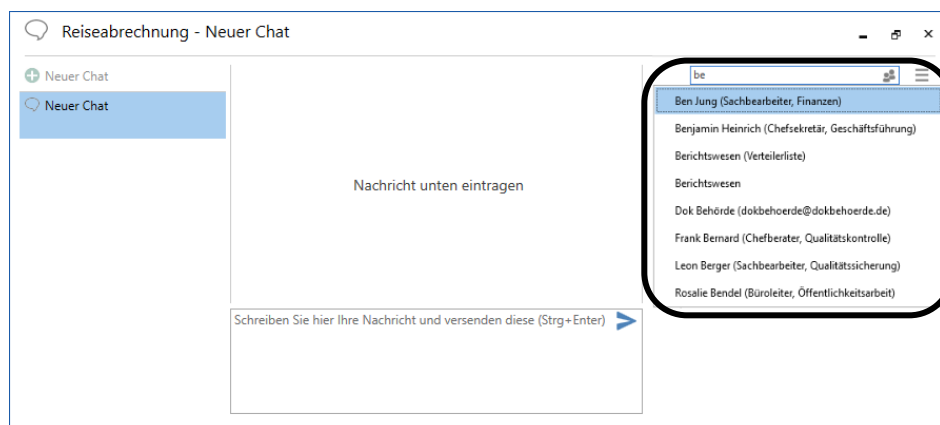 Reiseabrechnung - Neuer Chat
Neuer Chat
Neuer Chat
Nachricht unten eintragen
Schreiben Sie hier Ihre Nachricht und versenden diese (Strg+Enter)
be
Ben Jung (Sachbearbeiter, Finanzen)
Benjamin Heinrich (Chefsekretär, Geschäftsführung)
Berichtswesen (Verteilerliste)
Berichtswesen
Dok Behörde (dokbehoerde@dokbehoerde.de)
Frank Bernard (Chefberater, Qualitätskontrolle)
Leon Berger (Sachbearbeiter, Qualitätssicherung)
Rosalie Bendel (Büroleiter, Öffentlichkeitsarbeit)